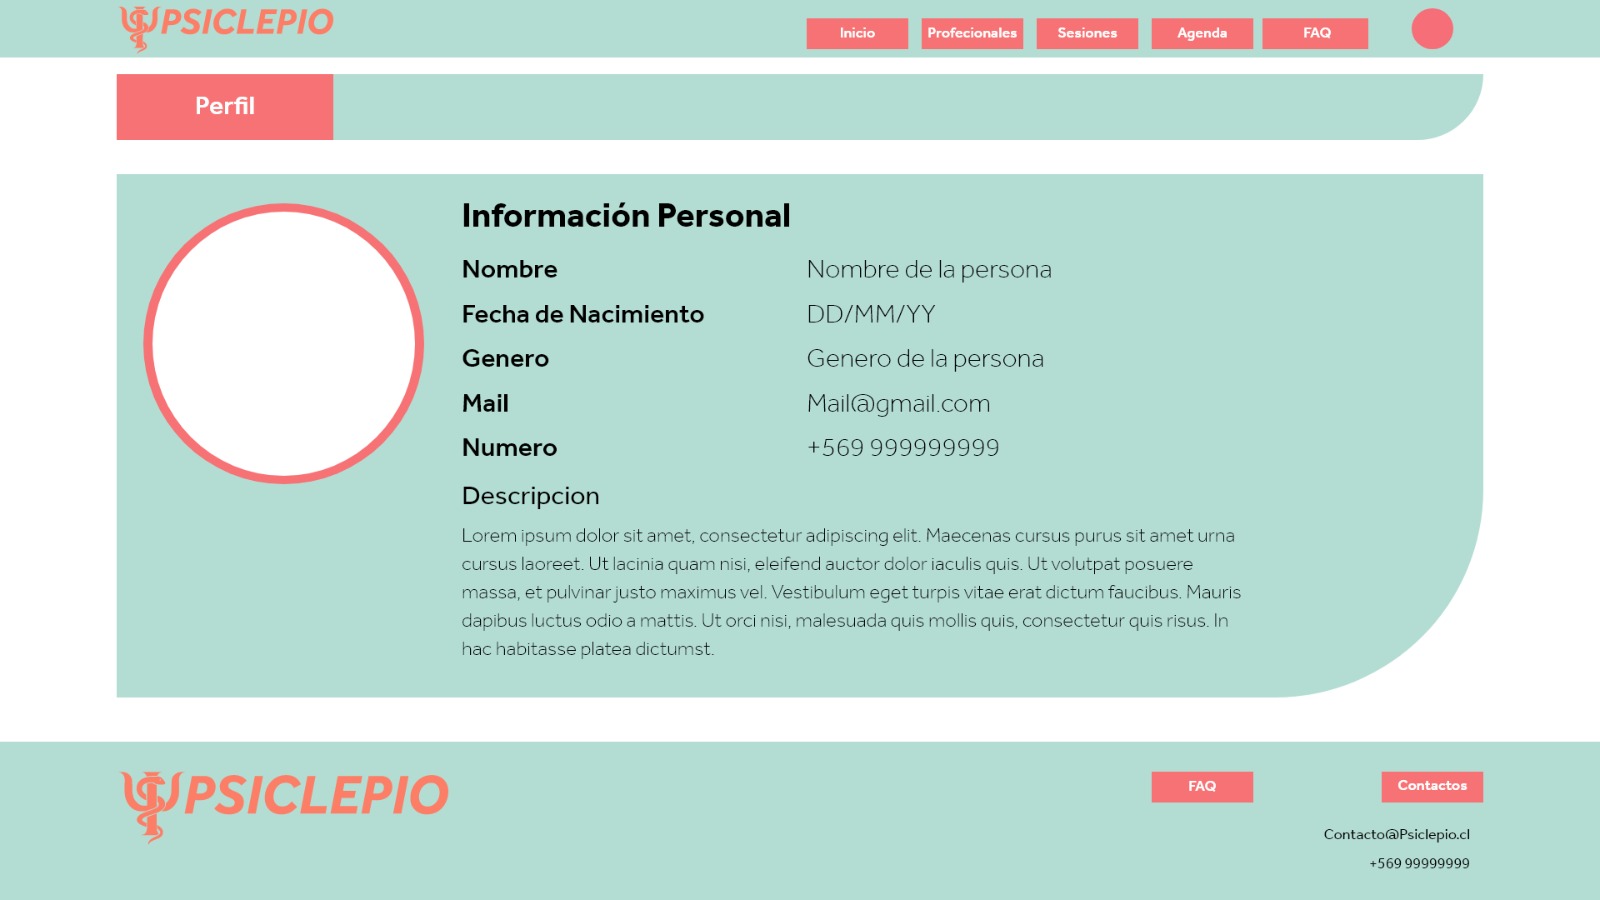 PSICLEPIO
Inicio
Profecionales
Sesiones
Agenda
FAQ
Perfil
Información Personal
Nombre
Nombre de la persona
Fecha de Nacimiento
DD/MM/YY
Genero
Genero de la persona
Mail
Mail@gmail.com
Numero
+569 999999999
Descripcion
Lorem ipsum dolor sit amet, consectetur adipiscing elit. Maecenas cursus purus sit amet urna
cursus laoreet. Ut lacinia quam nisi, eleifend auctor dolor iaculis quis. Ut volutpat posuere
massa, et pulvinar justo maximus vel. Vestibulum eget turpis vitae erat dictum faucibus. Mauris
dapibus luctus odio a mattis. Ut orci nisi, malesuada quis mollis quis, consectetur quis risus. In
hac habitasse platea dictumst.
PSICLEPIO
FAQ
Contactos
Contacto@Psiclepio.cl
+569 99999999